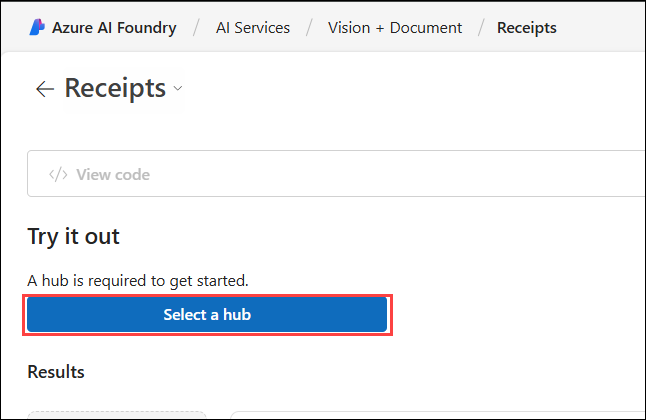 Azure AI Foundry / AI Services / Vision + Document / Receipts
Receipts
</> View code
Try it out
A hub is required to get started.
Select a hub
Results